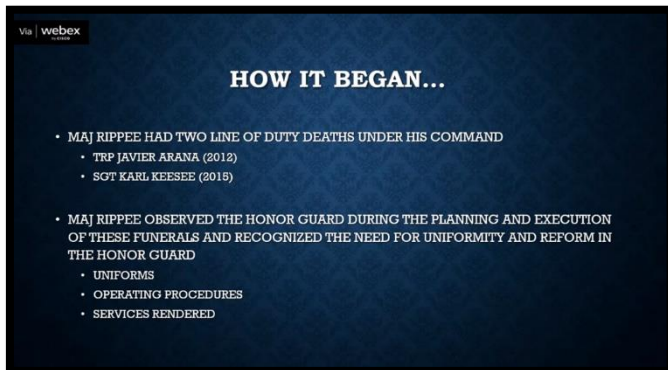 Via | webex
by CISCO
HOW IT BEGAN...
• MAJ RIPPEE HAD TWO LINE OF DUTY DEATHS UNDER HIS COMMAND
• TRP JAVIER ARANA (2012)
• SGT KARL KEESEE (2015)
• MAJ RIPPEE OBSERVED THE HONOR GUARD DURING THE PLANNING AND EXECUTION
OF THESE FUNERALS AND RECOGNIZED THE NEED FOR UNIFORMITY AND REFORM IN
THE HONOR GUARD
• UNIFORMS
• OPERATING PROCEDURES
• SERVICES RENDERED